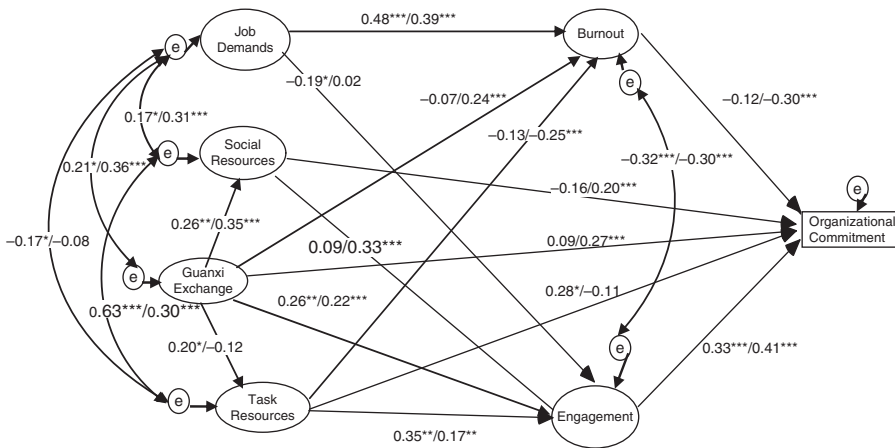 0.48***/0.39***
e
Job
Demands
Burnout
−0.19*/0.02
−0.07/0.24***
e
−0.12/−0.30***
0.17*/0.31***
−0.13/−0.25***
e
Social
Resources
0.21*/0.36***
−0.32***/−0.30***
−0.16/0.20***
e
Organizational
Commitment
0.26**/0.35***
−0.17*/−0.08
0.09/0.33***
0.09/0.27***
e
Guanxi
Exchange
0.28*/−0.11
0.26**/0.22***
0.63***/0.30***
0.33***/0.41***
0.20*/−0.12
e
e
Task
Resources
Engagement
0.35**/0.17**